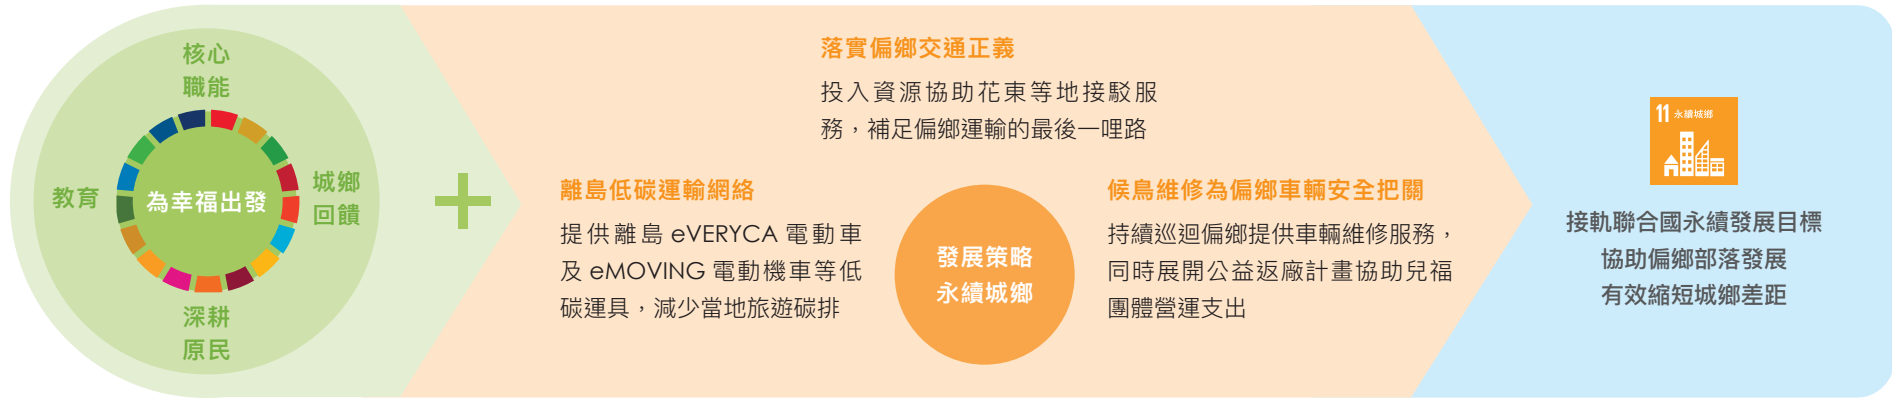 核心
職能
教育
為幸福出發
城鄉
回饋
深耕
原民
落實偏鄉交通正義
投入資源協助花東等地接駁服
務，補足偏鄉運輸的最後一哩路
離島低碳運輸網絡
提供離島 eVERYCA 電動車
及 eMOVING 電動機車等低
碳運具，減少當地旅遊碳排
發展策略
永續城鄉
候鳥維修為偏鄉車輛安全把關
持續巡迴偏鄉提供車輛維修服務，
同時展開公益返廠計畫協助兒福
團體營運支出
11 永續城鄉
接軌聯合國永續發展目標
協助偏鄉部落發展
有效縮短城鄉差距